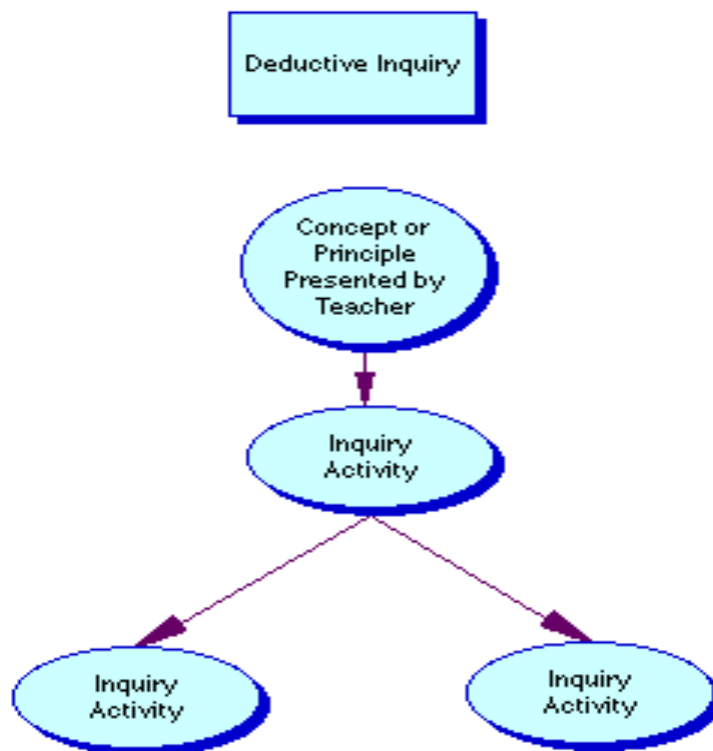 Deductive Inquiry
Concept or
Principle
Presented by
Teacher
Inquiry
Activity
Inquiry
Activity
Inquiry
Activity